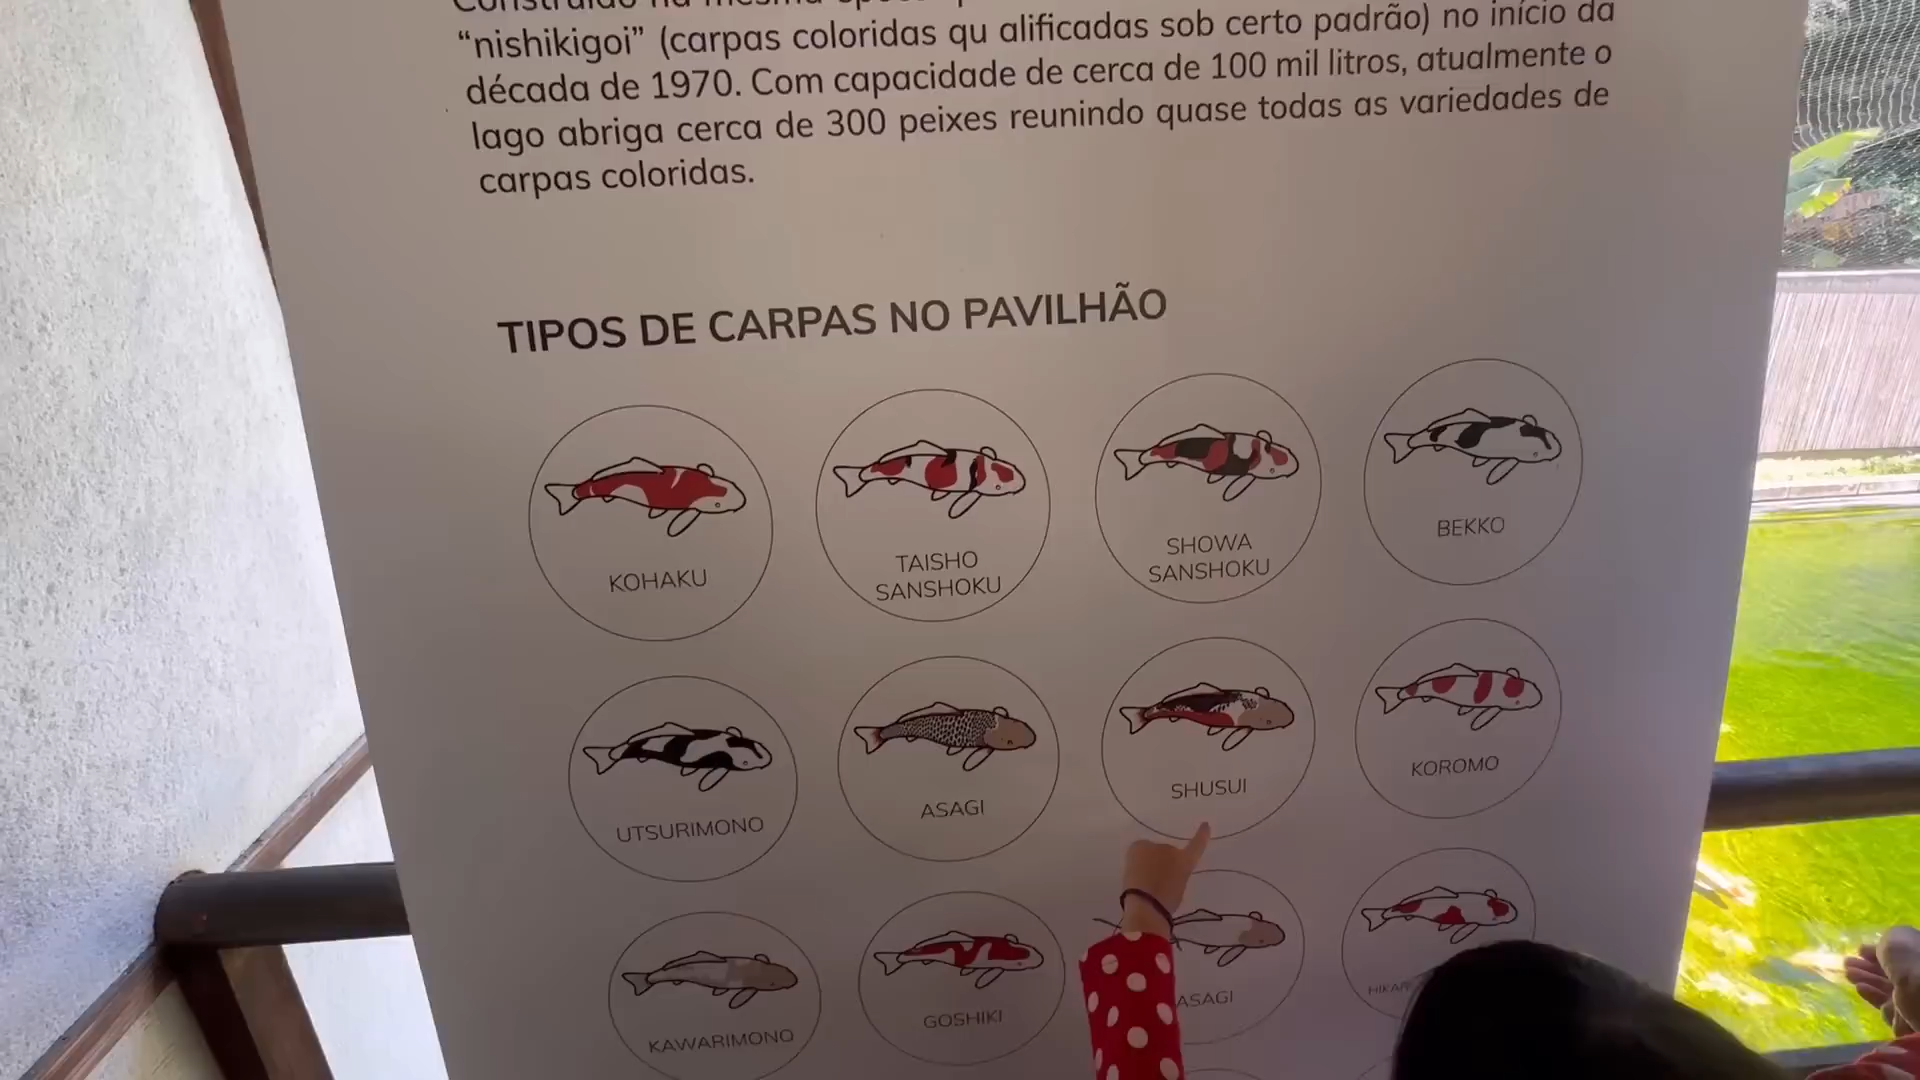 “nishikigoi” (carpas coloridas qu alificadas sob certo padrão) no início da
década de 1970. Com capacidade de cerca de 100 mil litros, atualmente o
lago abriga cerca de 300 peixes reunindo quase todas as variedades de
carpas coloridas.
TIPOS DE CARPAS NO PAVILHÃO
KOHAKU
TAISHO
SANSHOKU
SHOWA
SANSHOKU
BEKKO
UTSURIMONO
ASAGI
SHUSUI
KOROMO
KAWARIMONO
GOSHIKI
ASAGI